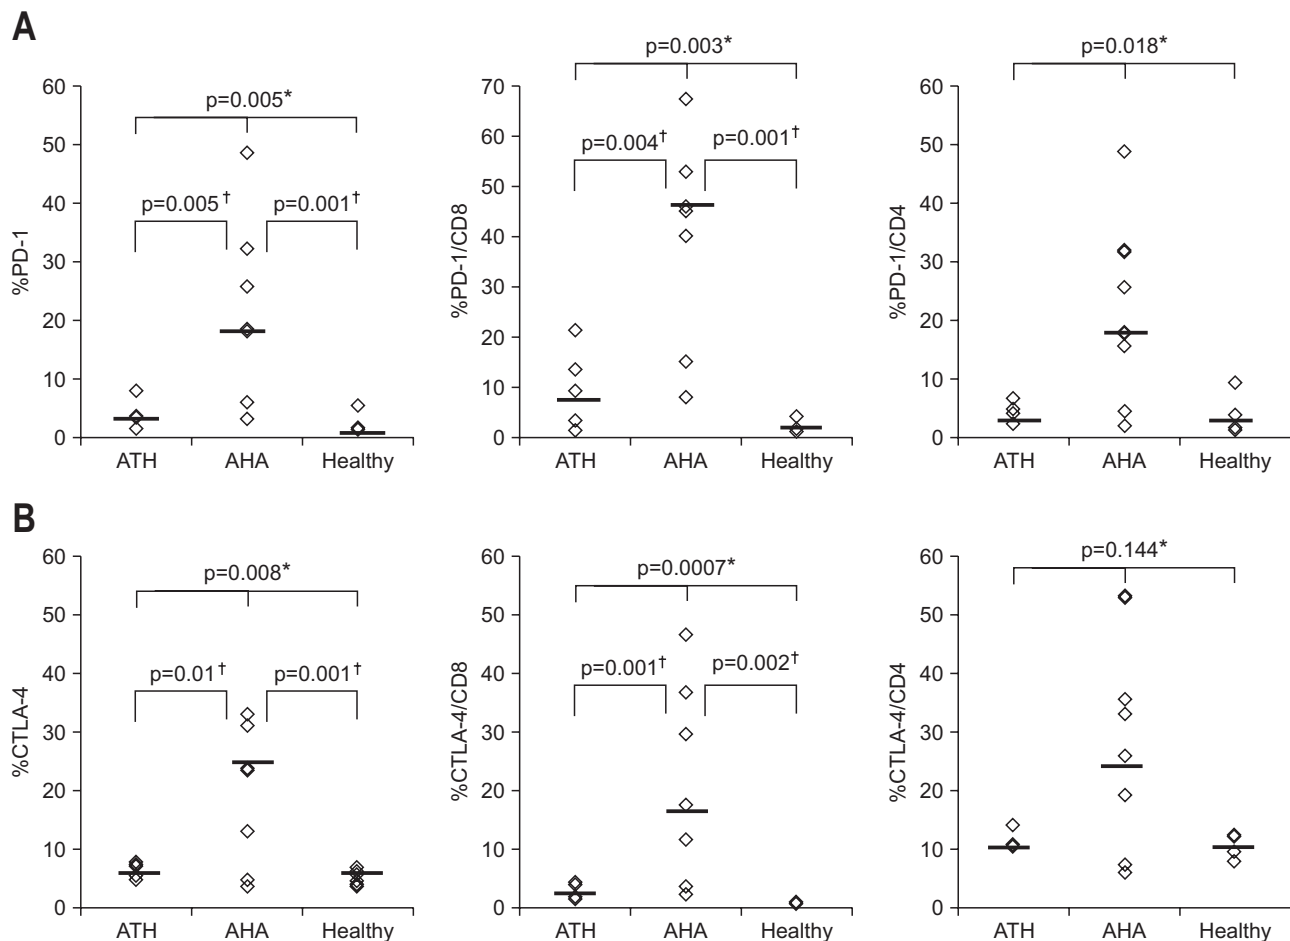 A
p=0.005*
p=0.005†
p=0.001†
%PD-1
60
50
40
30
20
10
0
ATH
AHA
Healthy
p=0.003*
p=0.004†
p=0.001†
%PD-1/CD8
70
60
50
40
30
20
10
0
ATH
AHA
Healthy
p=0.018*
%PD-1/CD4
60
50
40
30
20
10
0
ATH
AHA
Healthy
B
p=0.008*
p=0.01†
p=0.001†
%CTLA-4
60
50
40
30
20
10
0
ATH
AHA
Healthy
p=0.0007*
p=0.001†
p=0.002†
%CTLA-4/CD8
60
50
40
30
20
10
0
ATH
AHA
Healthy
p=0.144*
%CTLA-4/CD4
60
50
40
30
20
10
0
ATH
AHA
Healthy